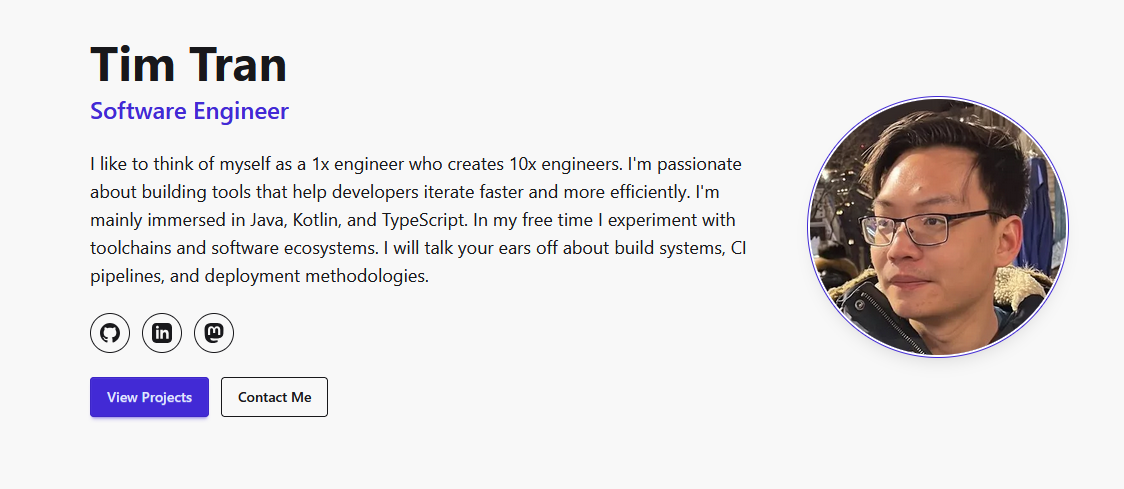 Tim Tran
Software Engineer
I like to think of myself as a 1x engineer who creates 10x engineers. I'm passionate
about building tools that help developers iterate faster and more efficiently. I'm
mainly immersed in Java, Kotlin, and TypeScript. In my free time I experiment with
toolchains and software ecosystems. I will talk your ears off about build systems, CI
pipelines, and deployment methodologies.
View Projects
Contact Me